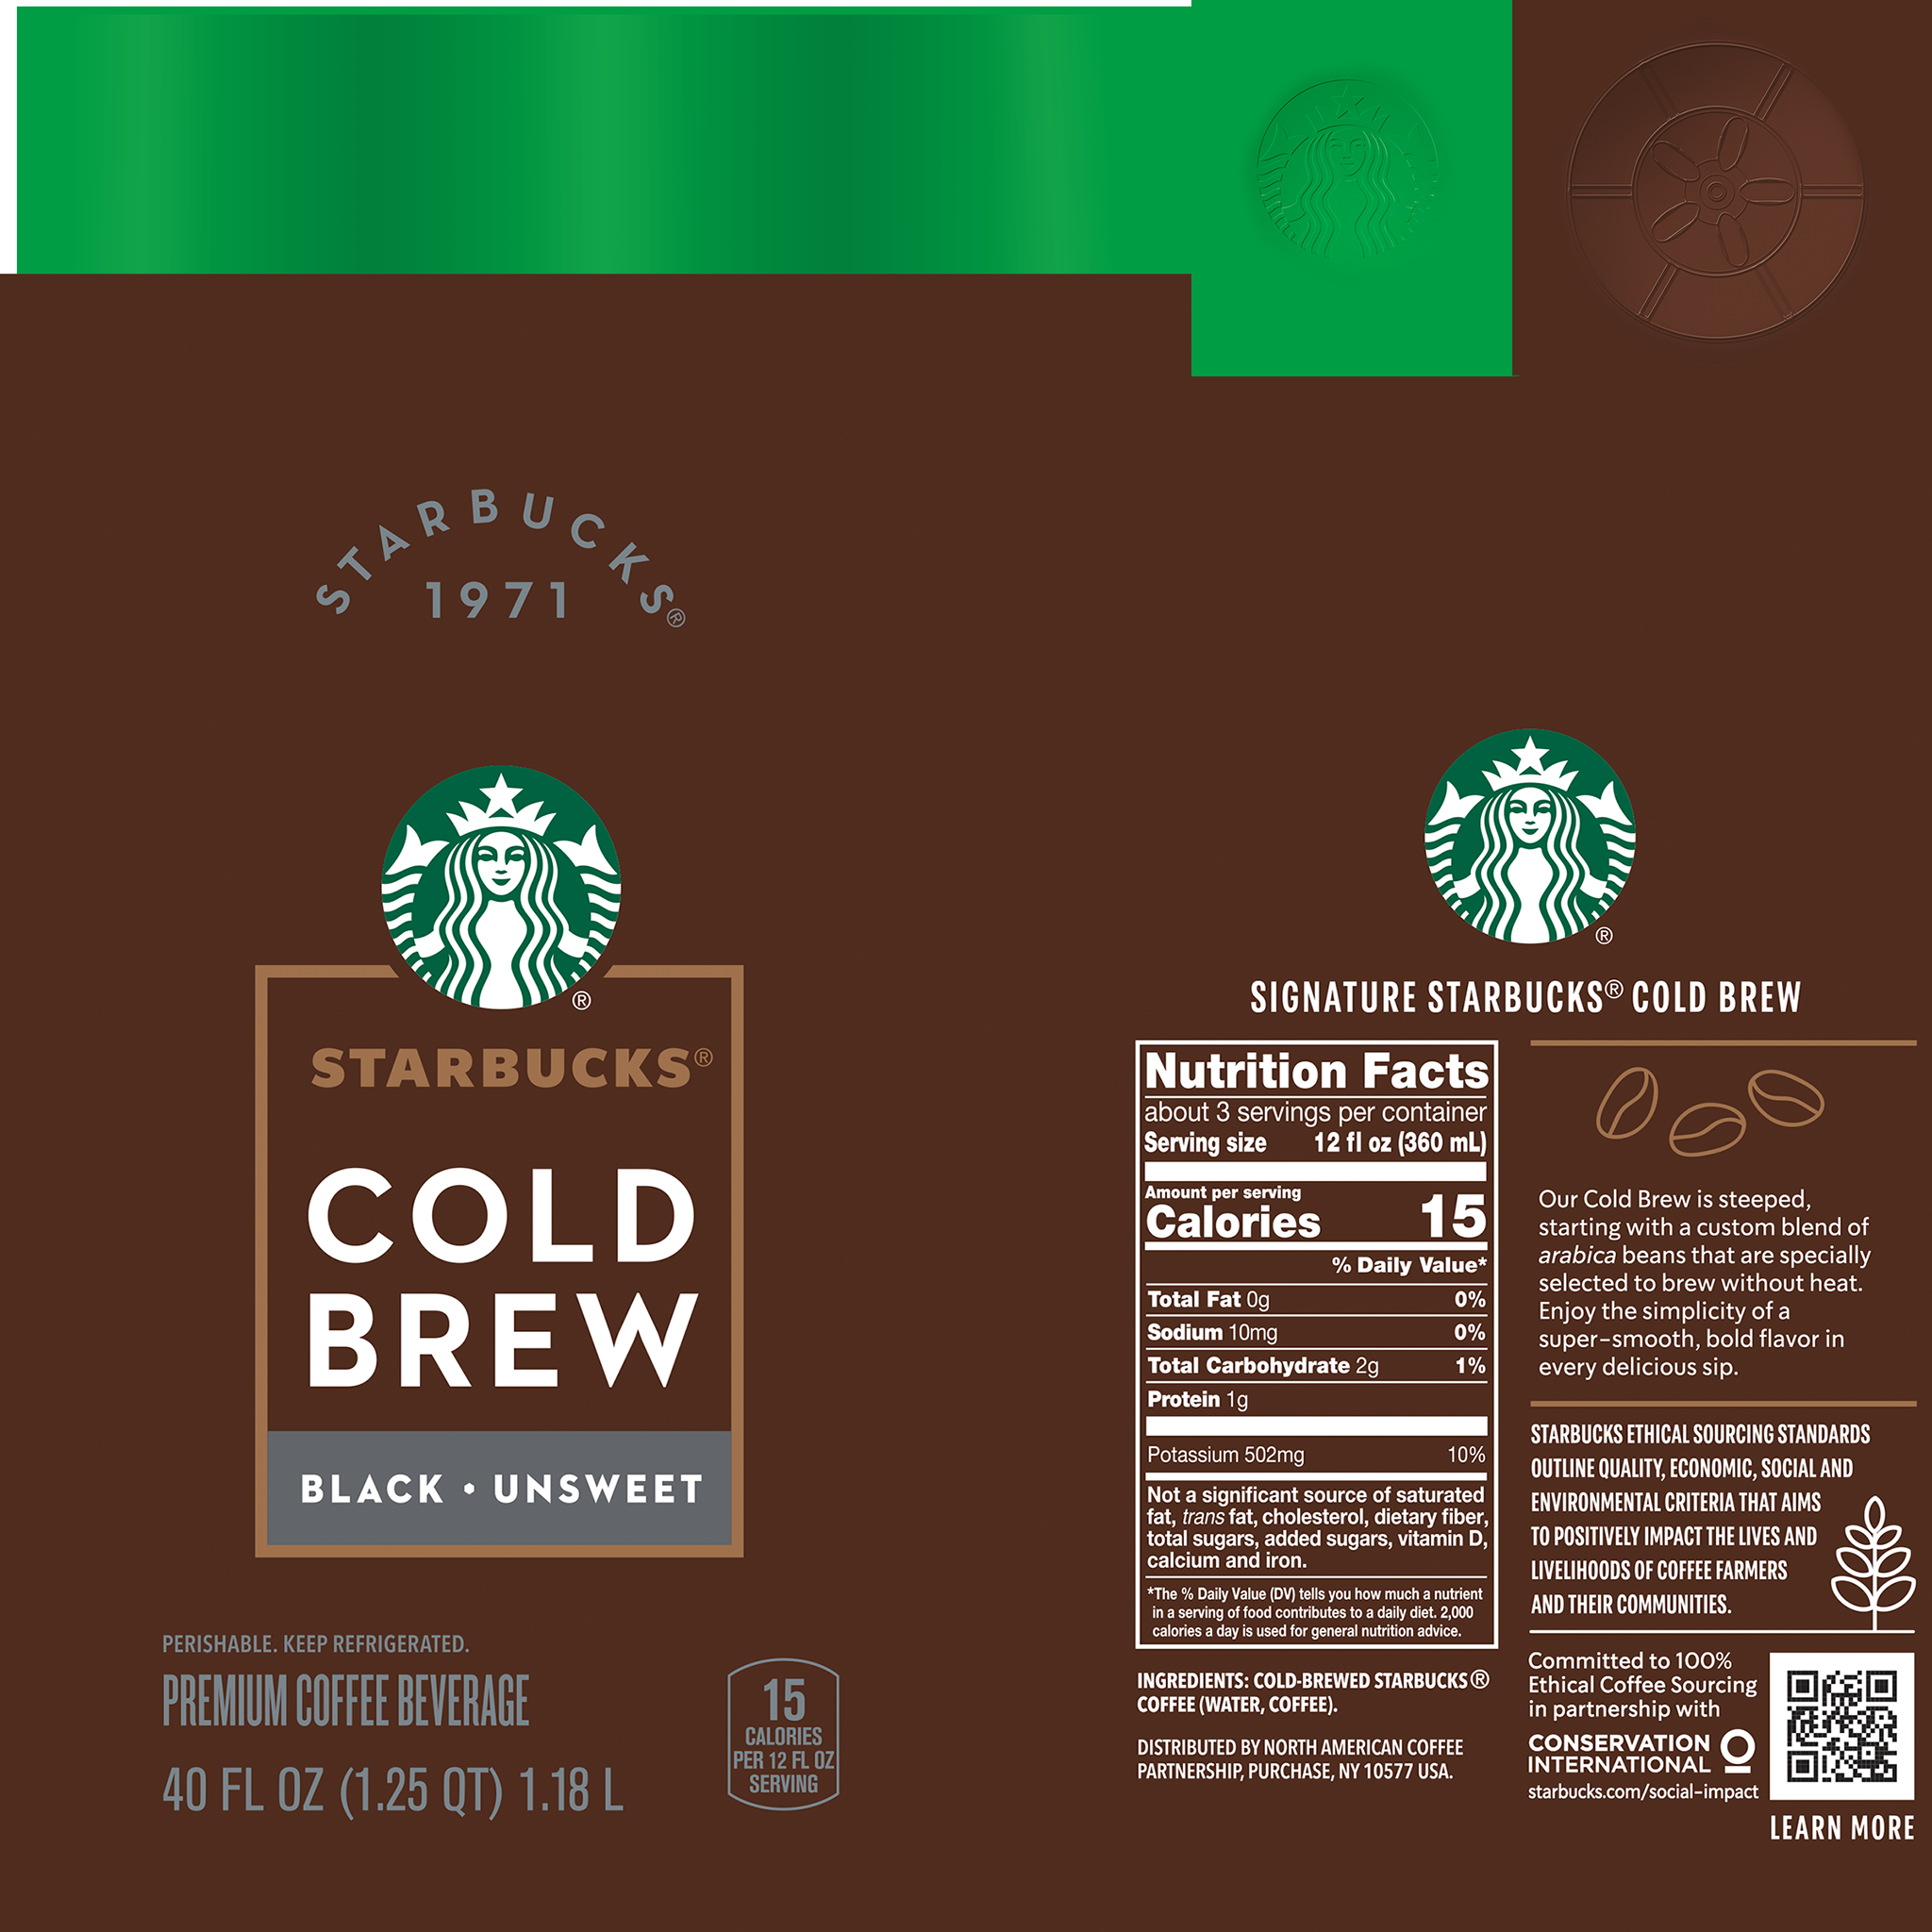 STARBUCKS®
1971
®
STARBUCKS®
COLD
BREW
BLACK • UNSWEET
PERISHABLE. KEEP REFRIGERATED.
PREMIUM COFFEE BEVERAGE
40 FL OZ (1.25 QT) 1.18 L
15
CALORIES
PER 12 FL OZ
SERVING
®
SIGNATURE STARBUCKS® COLD BREW
Nutrition Facts
about 3 servings per container
Serving size 12 fl oz (360 mL)
Amount per serving
Calories 15
% Daily Value*
Total Fat 0g 0%
Sodium 10mg 0%
Total Carbohydrate 2g 1%
Protein 1g
Potassium 502mg 10%
Not a significant source of saturated
fat, trans fat, cholesterol, dietary fiber,
total sugars, added sugars, vitamin D,
calcium and iron.
*The % Daily Value (DV) tells you how much a nutrient
in a serving of food contributes to a daily diet. 2,000
calories a day is used for general nutrition advice.
INGREDIENTS: COLD-BREWED STARBUCKS®
COFFEE (WATER, COFFEE).
DISTRIBUTED BY NORTH AMERICAN COFFEE
PARTNERSHIP, PURCHASE, NY 10577 USA.
Our Cold Brew is steeped,
starting with a custom blend of
arabica beans that are specially
selected to brew without heat.
Enjoy the simplicity of a
super-smooth, bold flavor in
every delicious sip.
STARBUCKS ETHICAL SOURCING STANDARDS
OUTLINE QUALITY, ECONOMIC, SOCIAL AND
ENVIRONMENTAL CRITERIA THAT AIMS
TO POSITIVELY IMPACT THE LIVES AND
LIVELIHOODS OF COFFEE FARMERS
AND THEIR COMMUNITIES.
Committed to 100%
Ethical Coffee Sourcing
in partnership with
CONSERVATION
INTERNATIONAL
starbucks.com/social-impact
LEARN MORE